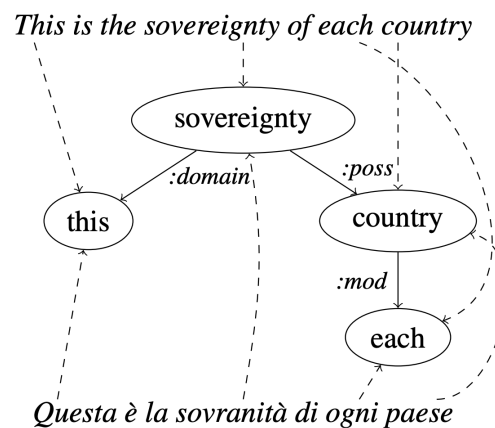 This is the sovereignty of each country
sovereignty
:domain
:poss
this
country
:mod
each
Questa è la sovranità di ogni paese